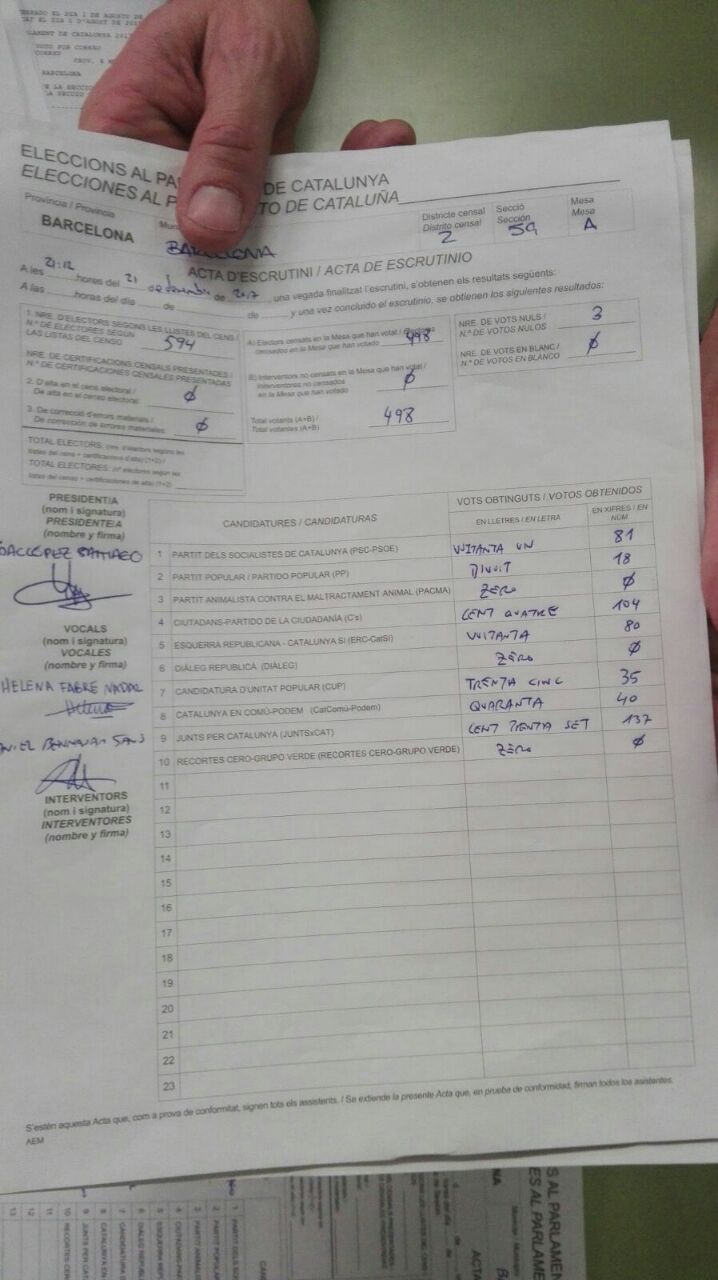 VOTO POR CORREO
CORREO
BARCELONA
ELECCIONS AL PA DE CATALUNYA
ELECCIONES AL P TO DE CATALUÑA
Província / Provincia
BARCELONA
BARCELONA
Districte censal
Distrito censal
2
Secció
Sección
59
Mesa
Mesa
A
ACTA D'ESCRUTINI / ACTA DE ESCRUTINIO
A les 21:12 hores del 21 de desembre de 2017, una vegada finalitzat l'escrutini, s'obtenen els resultats següents:
A las horas del día de de y una vez concluido el escrutinio, se obtienen los siguientes resultados:
1. NRE. D'ELECTORS SEGONS LES LLISTES DEL CENS /
N.º DE ELECTORES SEGÚN
LAS LISTAS DEL CENSO
594
NRE. DE CERTIFICACIONS CENSALS PRESENTADES /
N.º DE CERTIFICACIONES CENSALES PRESENTADAS
2. D'alta en el cens electoral /
De alta en el censo electoral
Ø
3. De correcció d'errors materials /
De corrección de errores materiales
Ø
TOTAL ELECTORS: (nre. d'electors segons les
llistes del cens + certificacions d'alta) (1+2) /
TOTAL ELECTORES: (nº electores según las
listas del censo + certificaciones de alta) (1+2)
A) Electors censats en la Mesa que han votat / Electores
censados en la Mesa que han votado
498
B) Interventors no censats en la Mesa que han votat /
Interventores no censados
en la Mesa que han votado
Ø
Total votants (A+B) /
Total votantes (A+B)
498
NRE. DE VOTS NULS /
N.º DE VOTOS NULOS
3
NRE. DE VOTS EN BLANC /
N.º DE VOTOS EN BLANCO
Ø
PRESIDENT/A
(nom i signatura)
PRESIDENTE/A
(nombre y firma)
VOCALS
(nom i signatura)
VOCALES
(nombre y firma)
HELENA FABRE NADAL
Helena
INTERVENTORS
(nom i signatura)
INTERVENTORES
(nombre y firma)
CANDIDATURES / CANDIDATURAS
VOTS OBTINGUTS / VOTOS OBTENIDOS
EN LLETRES / EN LETRA
EN XIFRES / EN NÚM
1 PARTIT DELS SOCIALISTES DE CATALUNYA (PSC-PSOE) VUITANTA UN 81
2 PARTIT POPULAR / PARTIDO POPULAR (PP) DIVUIT 18
3 PARTIT ANIMALISTA CONTRA EL MALTRACTAMENT ANIMAL (PACMA) ZERO Ø
4 CIUTADANS-PARTIDO DE LA CIUDADANÍA (C's) CENT QUATRE 104
5 ESQUERRA REPUBLICANA - CATALUNYA SÍ (ERC-CatSí) VUITANTA 80
6 DIÀLEG REPUBLICÀ (DIÀLEG) ZERO Ø
7 CANDIDATURA D'UNITAT POPULAR (CUP) TRENTA CINC 35
8 CATALUNYA EN COMÚ-PODEM (CatComú-Podem) QUARANTA 40
9 JUNTS PER CATALUNYA (JUNTSxCAT) CENT TRENTA SET 137
10 RECORTES CERO-GRUPO VERDE (RECORTES CERO-GRUPO VERDE) ZERO Ø
11
12
13
14
15
16
17
18
19
20
21
22
23
S'estén aquesta Acta que, com a prova de conformitat, signen tots els assistents. / Se extiende la presente Acta que, en prueba de conformidad, firman todos los asistentes.
AEM